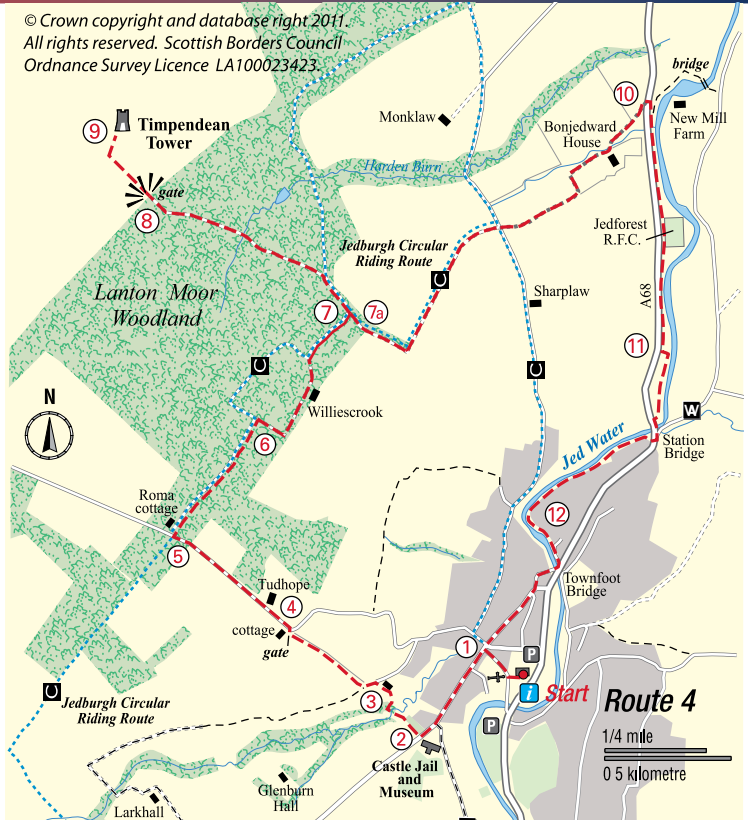 © Crown copyright and database right 2011.
All rights reserved. Scottish Borders Council
Ordnance Survey Licence LA100023423.
bridge
10
Monklaw
New Mill
Farm
9
Timpendean
Tower
Bonjedward
House
Harden Burn
gate
8
Jedforest
R.F.C.
Jedburgh Circular
Riding Route
Lanton Moor
Woodland
Sharplaw
A68
7
7a
11
Williescrook
N
6
W
Station
Bridge
Jed Water
Roma
cottage
12
5
Townfoot
Bridge
Tudhope
4
cottage
gate
1
P
3
i
Start
Route 4
Jedburgh Circular
Riding Route
P
1/4 mile
2
0 5 kilometre
Castle Jail
and
Museum
Glenburn
Hall
Larkhall